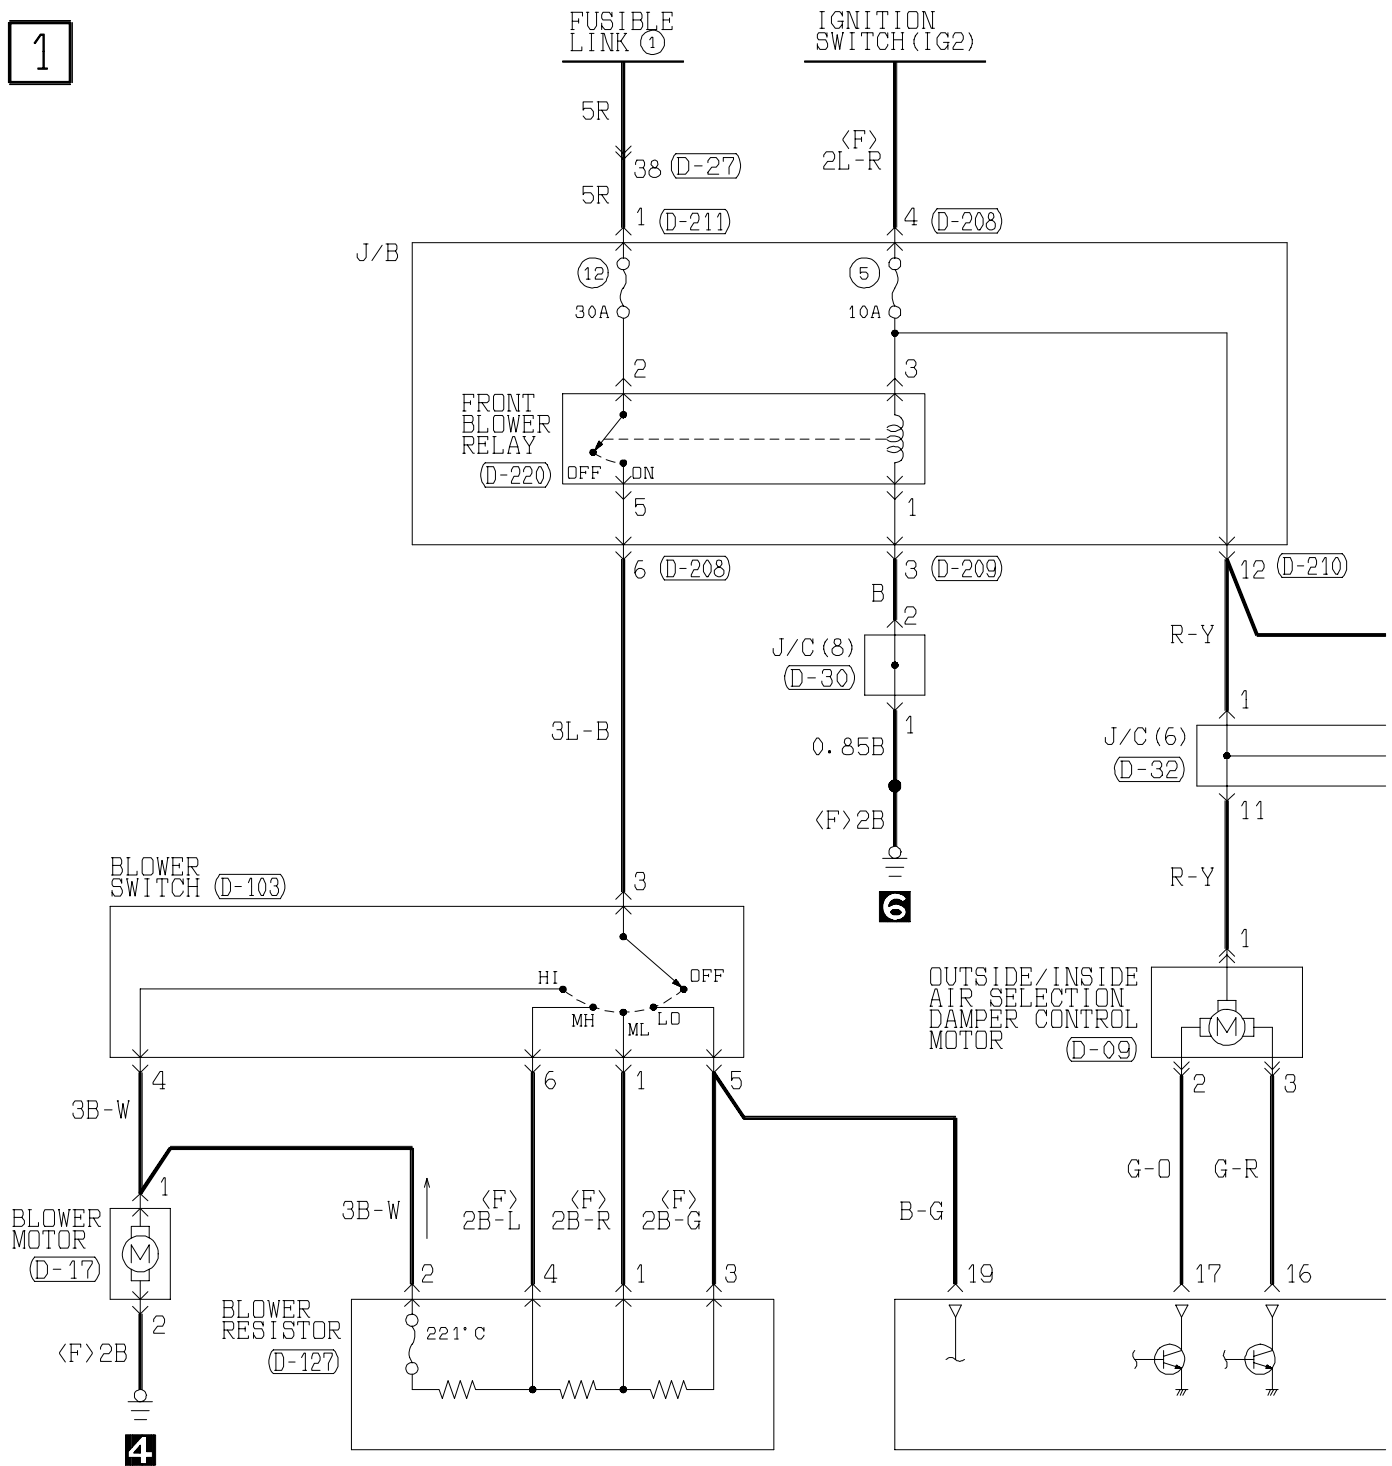 1
FUSIBLE
LINK ①
IGNITION
SWITCH(IG2)
5R
<F>
2L-R
38 (D-27)
5R
1 (D-211)
4 (D-208)
J/B
12
5
30A
10A
2
3
FRONT
BLOWER
RELAY
(D-220)
OFF
ON
5
1
6 (D-208)
3 (D-209)
12 (D-210)
B
2
R-Y
J/C(8)
(D-30)
1
1
3L-B
0.85B
J/C(6)
(D-32)
<F>2B
11
BLOWER
SWITCH (D-103)
3
6
R-Y
1
HI
OFF
MH
ML
LO
OUTSIDE/INSIDE
AIR SELECTION
DAMPER CONTROL
MOTOR
(D-09)
M
4
6
1
5
2
3
3B-W
1
3B-W
<F>
2B-L
<F>
2B-R
<F>
2B-G
B-G
G-O
G-R
BLOWER
MOTOR
(D-17)
M
2
4
1
3
19
17
16
2
BLOWER
RESISTOR
(D-127)
221°C
<F>2B
4